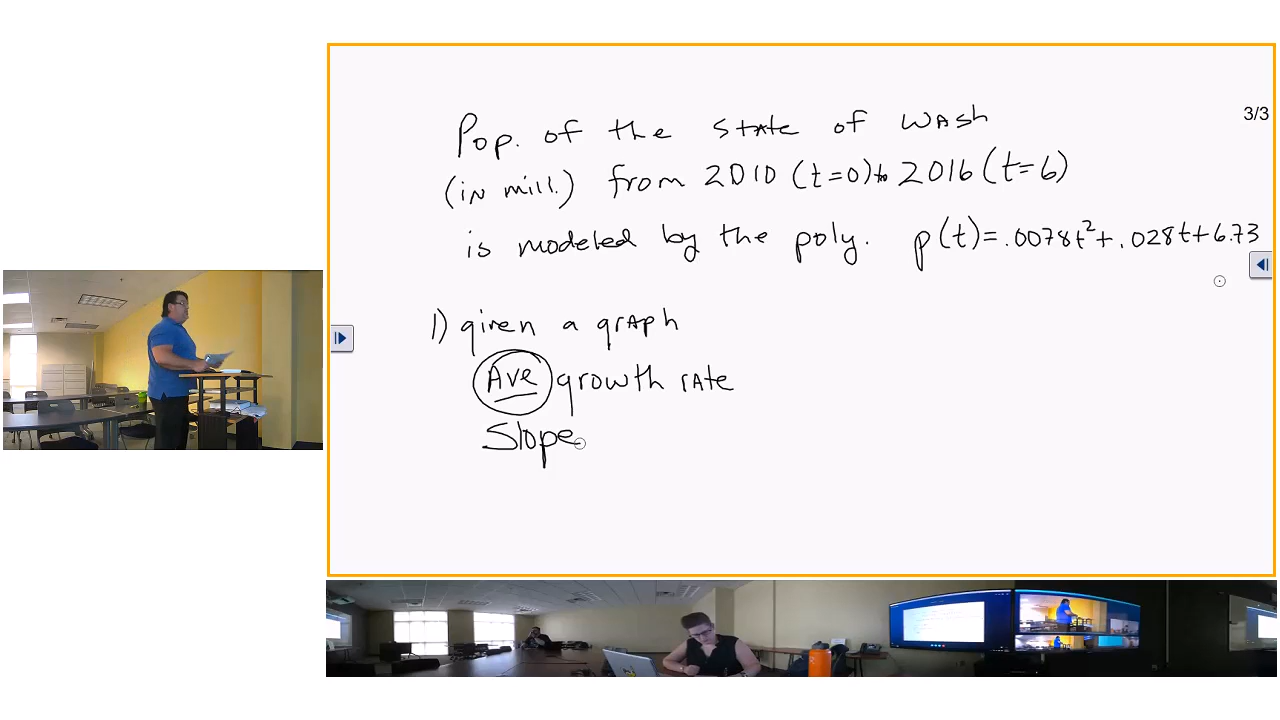 3/3
Pop. of the state of Wash
(in mill.) from 2010 (t=0) to 2016 (t=6)
is modeled by the poly. p(t)=.0078t²+.028t+6.73
1) given a graph
Ave growth rate
Slope